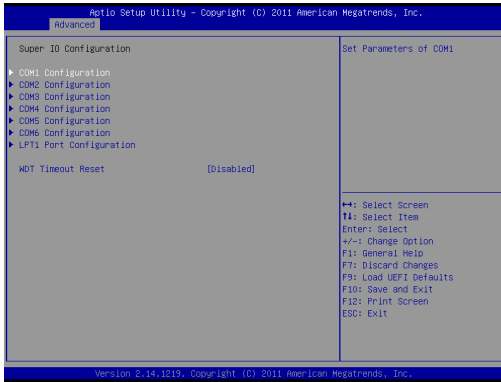 Aptio Setup Utility – Copyright (C) 2011 American Megatrends, Inc.
Advanced
Super IO Configuration
COM1 Configuration
COM2 Configuration
COM3 Configuration
COM4 Configuration
COM5 Configuration
COM6 Configuration
LPT1 Port Configuration
WDT Timeout Reset [Disabled]
Set Parameters of COM1
↔: Select Screen
↑↓: Select Item
Enter: Select
+/-: Change Option
F1: General Help
F7: Discard Changes
F9: Load UEFI Defaults
F10: Save and Exit
F12: Print Screen
ESC: Exit
Version 2.14.1219. Copyright (C) 2011 American Megatrends, Inc.